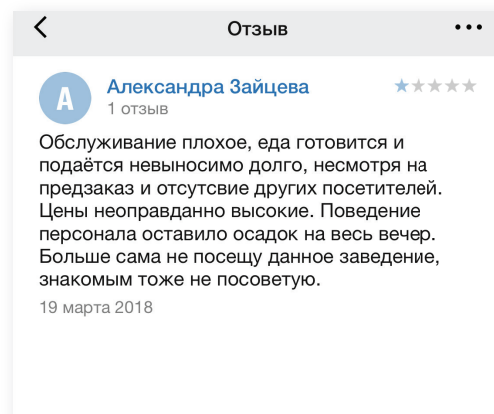 Отзыв
А
Александра Зайцева
1 отзыв
Обслуживание плохое, еда готовится и
подаётся невыносимо долго, несмотря на
предзаказ и отсутсвие других посетителей.
Цены неоправданно высокие. Поведение
персонала оставило осадок на весь вечер.
Больше сама не посещу данное заведение,
знакомым тоже не посоветую.
19 марта 2018